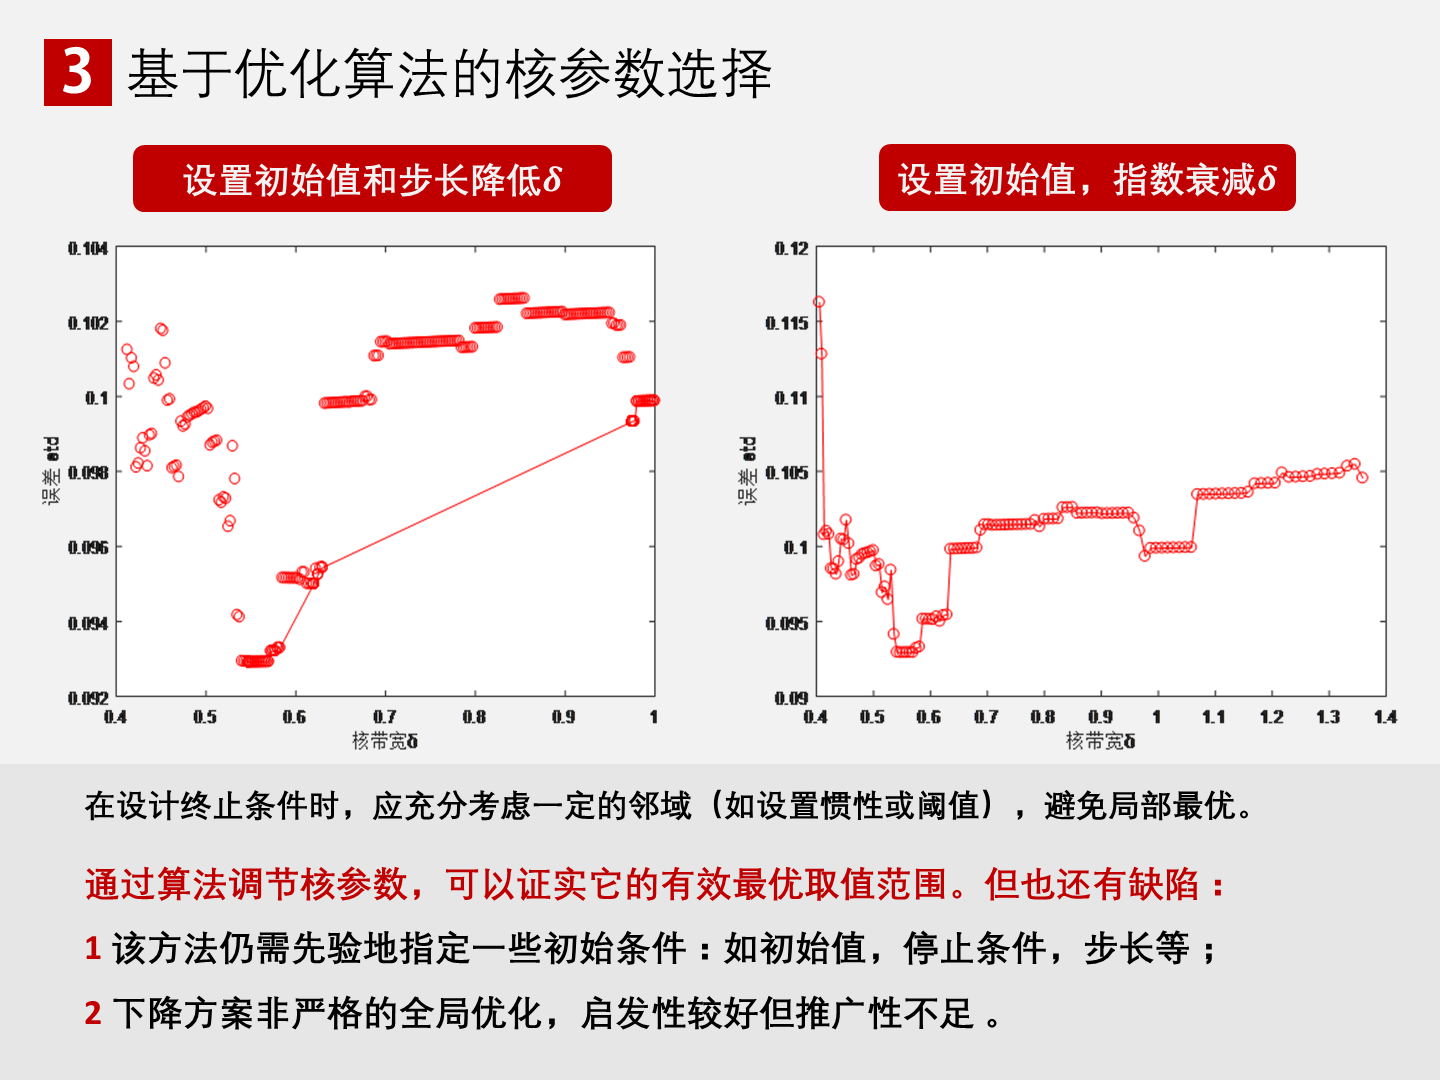 3 基于优化算法的核参数选择
设置初始值和步长降低δ
设置初始值，指数衰减δ
0.104
0.102
0.1
0.098
0.096
0.094
0.092
误差 std
0.4 0.5 0.6 0.7 0.8 0.9 1
核带宽δ
0.12
0.115
0.11
0.105
0.1
0.095
0.09
误差 std
0.4 0.5 0.6 0.7 0.8 0.9 1 1.1 1.2 1.3 1.4
核带宽δ
在设计终止条件时，应充分考虑一定的邻域（如设置惯性或阈值），避免局部最优。
通过算法调节核参数，可以证实它的有效最优取值范围。但也还有缺陷：
1 该方法仍需先验地指定一些初始条件：如初始值，停止条件，步长等；
2 下降方案非严格的全局优化，启发性较好但推广性不足 。